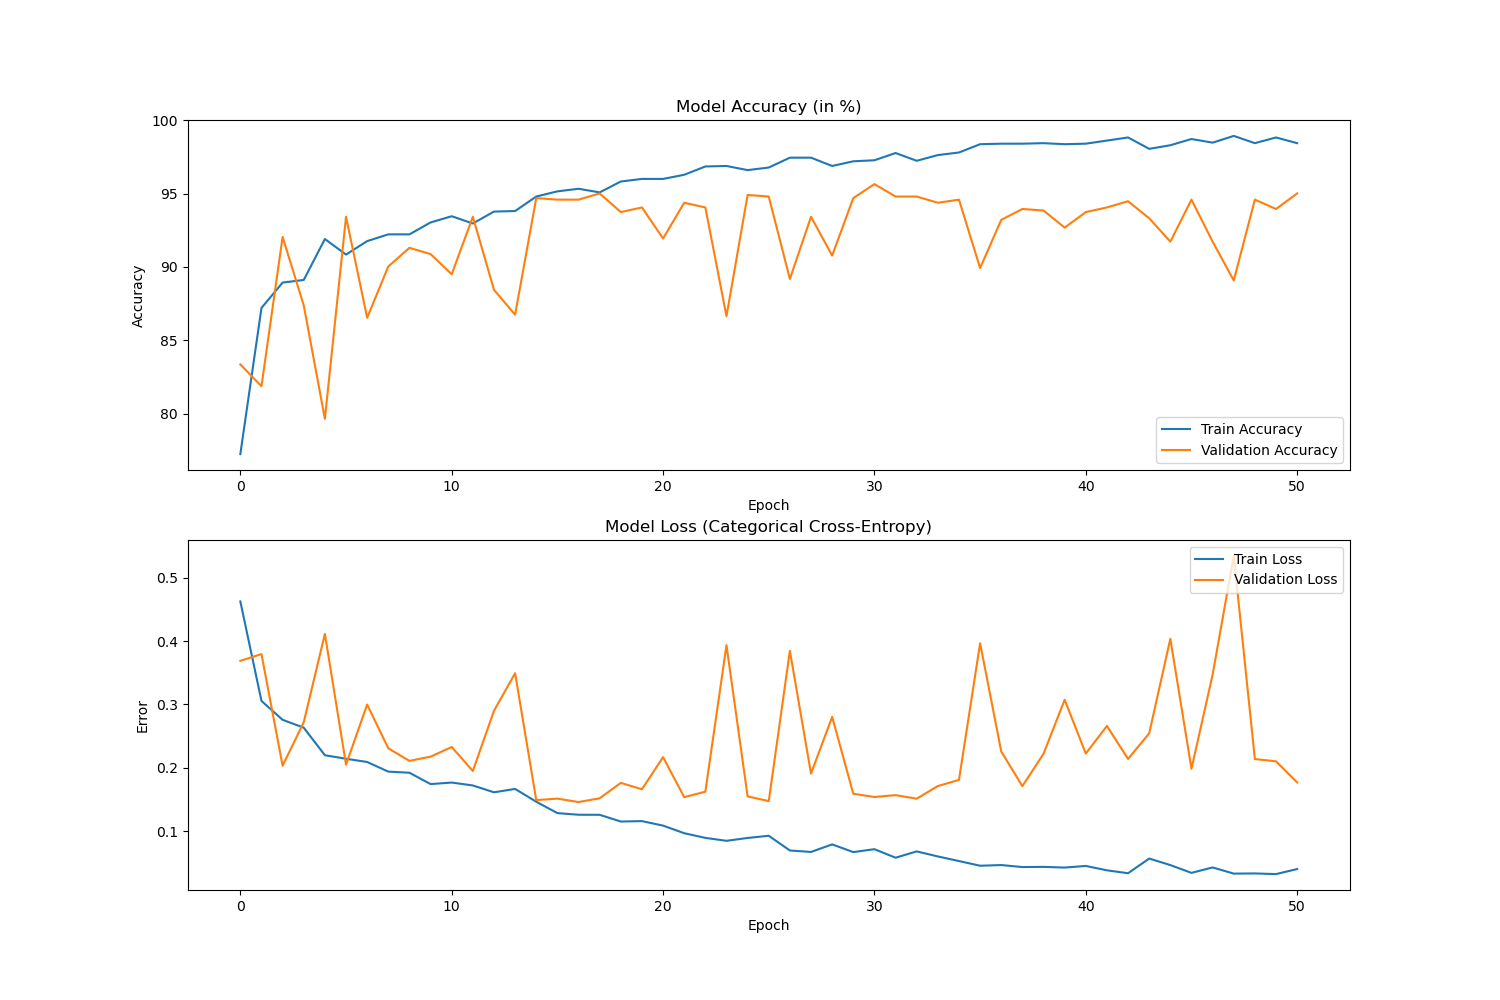 Model Accuracy (in %)
100
95
90
85
80
Accuracy
Train Accuracy
Validation Accuracy
0 10 20 30 40 50
Epoch
Model Loss (Categorical Cross-Entropy)
0.5
0.4
0.3
0.2
0.1
Error
Train Loss
Validation Loss
0 10 20 30 40 50
Epoch